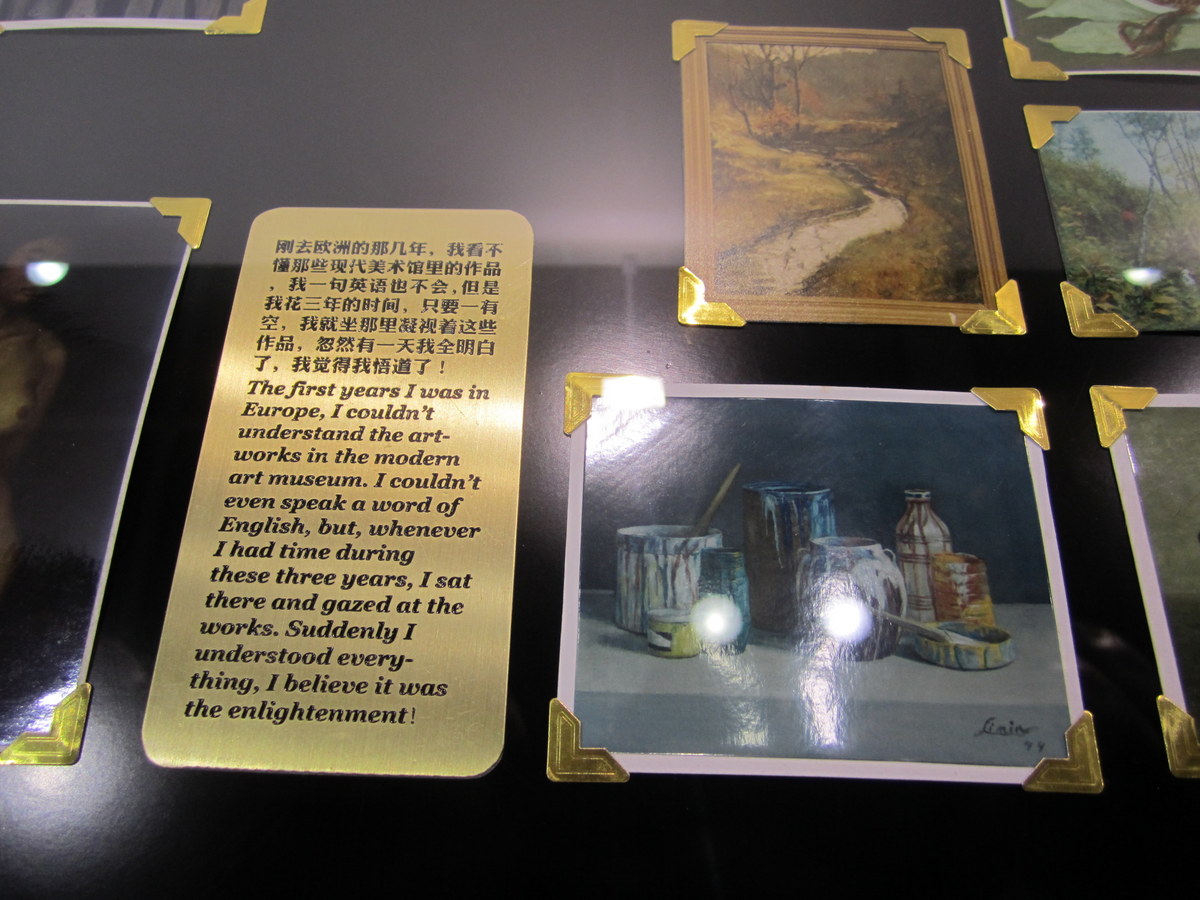 刚去欧洲的那几年，我看不
懂那些现代美术馆里的作品
，我一句英语也不会，但是
我花三年的时间，只要一有
空，我就坐那里凝视着这些
作品，忽然有一天我全明白
了，我觉得我悟道了！
The first years I was in
Europe, I couldn't
understand the art-
works in the modern
art museum. I couldn't
even speak a word of
English, but, whenever
I had time during
these three years, I sat
there and gazed at the
works. Suddenly I
understood every-
thing, I believe it was
the enlightenment!